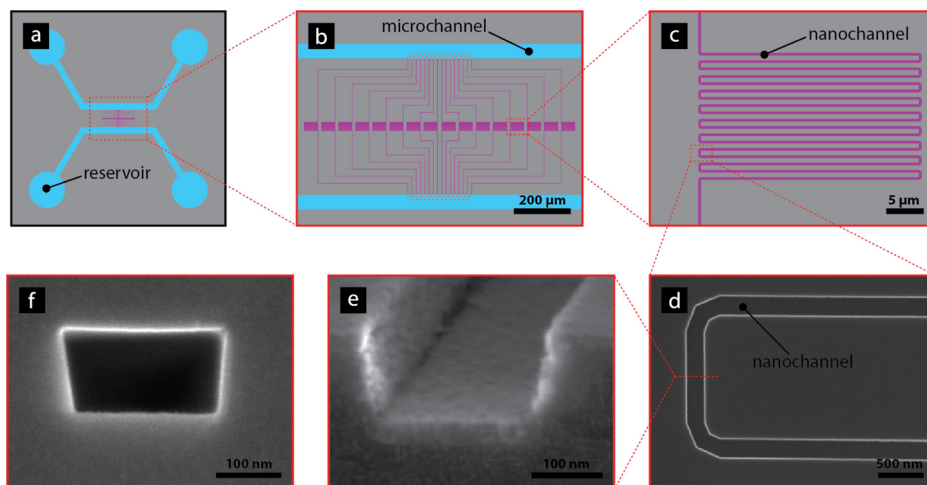 a
reservoir
b
microchannel
200 µm
c
nanochannel
5 µm
f
100 nm
e
100 nm
d
nanochannel
500 nm